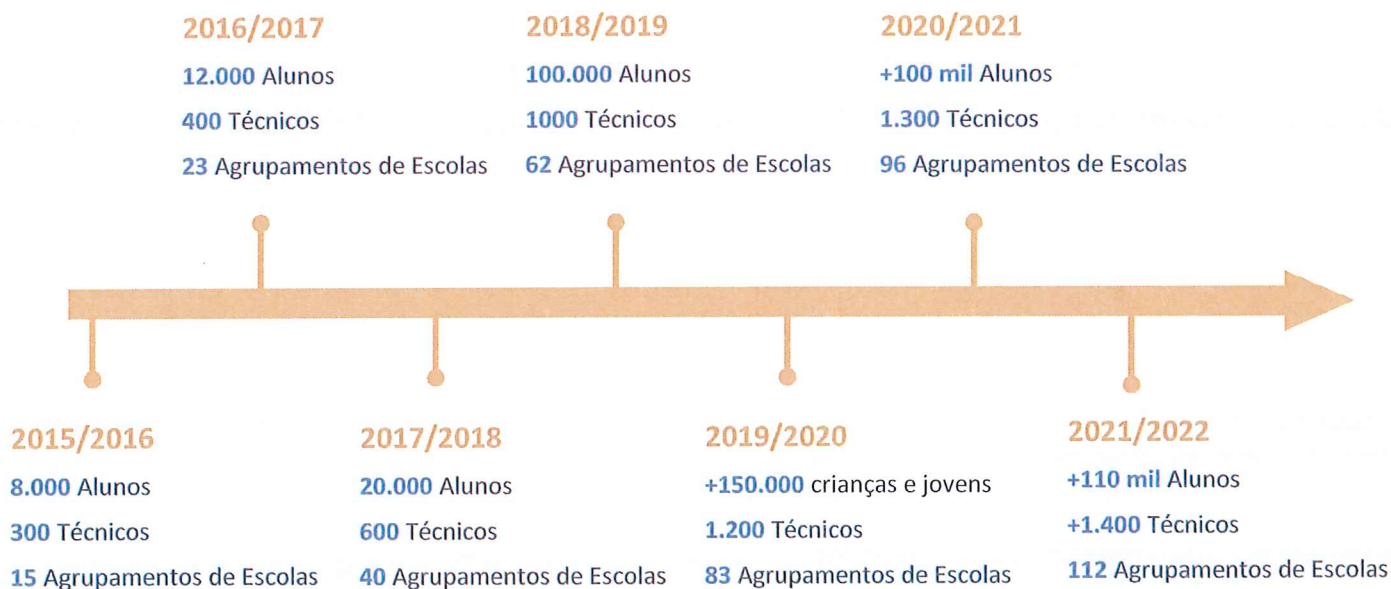 2016/2017
12.000 Alunos
400 Técnicos
23 Agrupamentos de Escolas
2018/2019
100.000 Alunos
1000 Técnicos
62 Agrupamentos de Escolas
2020/2021
+100 mil Alunos
1.300 Técnicos
96 Agrupamentos de Escolas
2015/2016
8.000 Alunos
300 Técnicos
15 Agrupamentos de Escolas
2017/2018
20.000 Alunos
600 Técnicos
40 Agrupamentos de Escolas
2019/2020
+150.000 crianças e jovens
1.200 Técnicos
83 Agrupamentos de Escolas
2021/2022
+110 mil Alunos
+1.400 Técnicos
112 Agrupamentos de Escolas